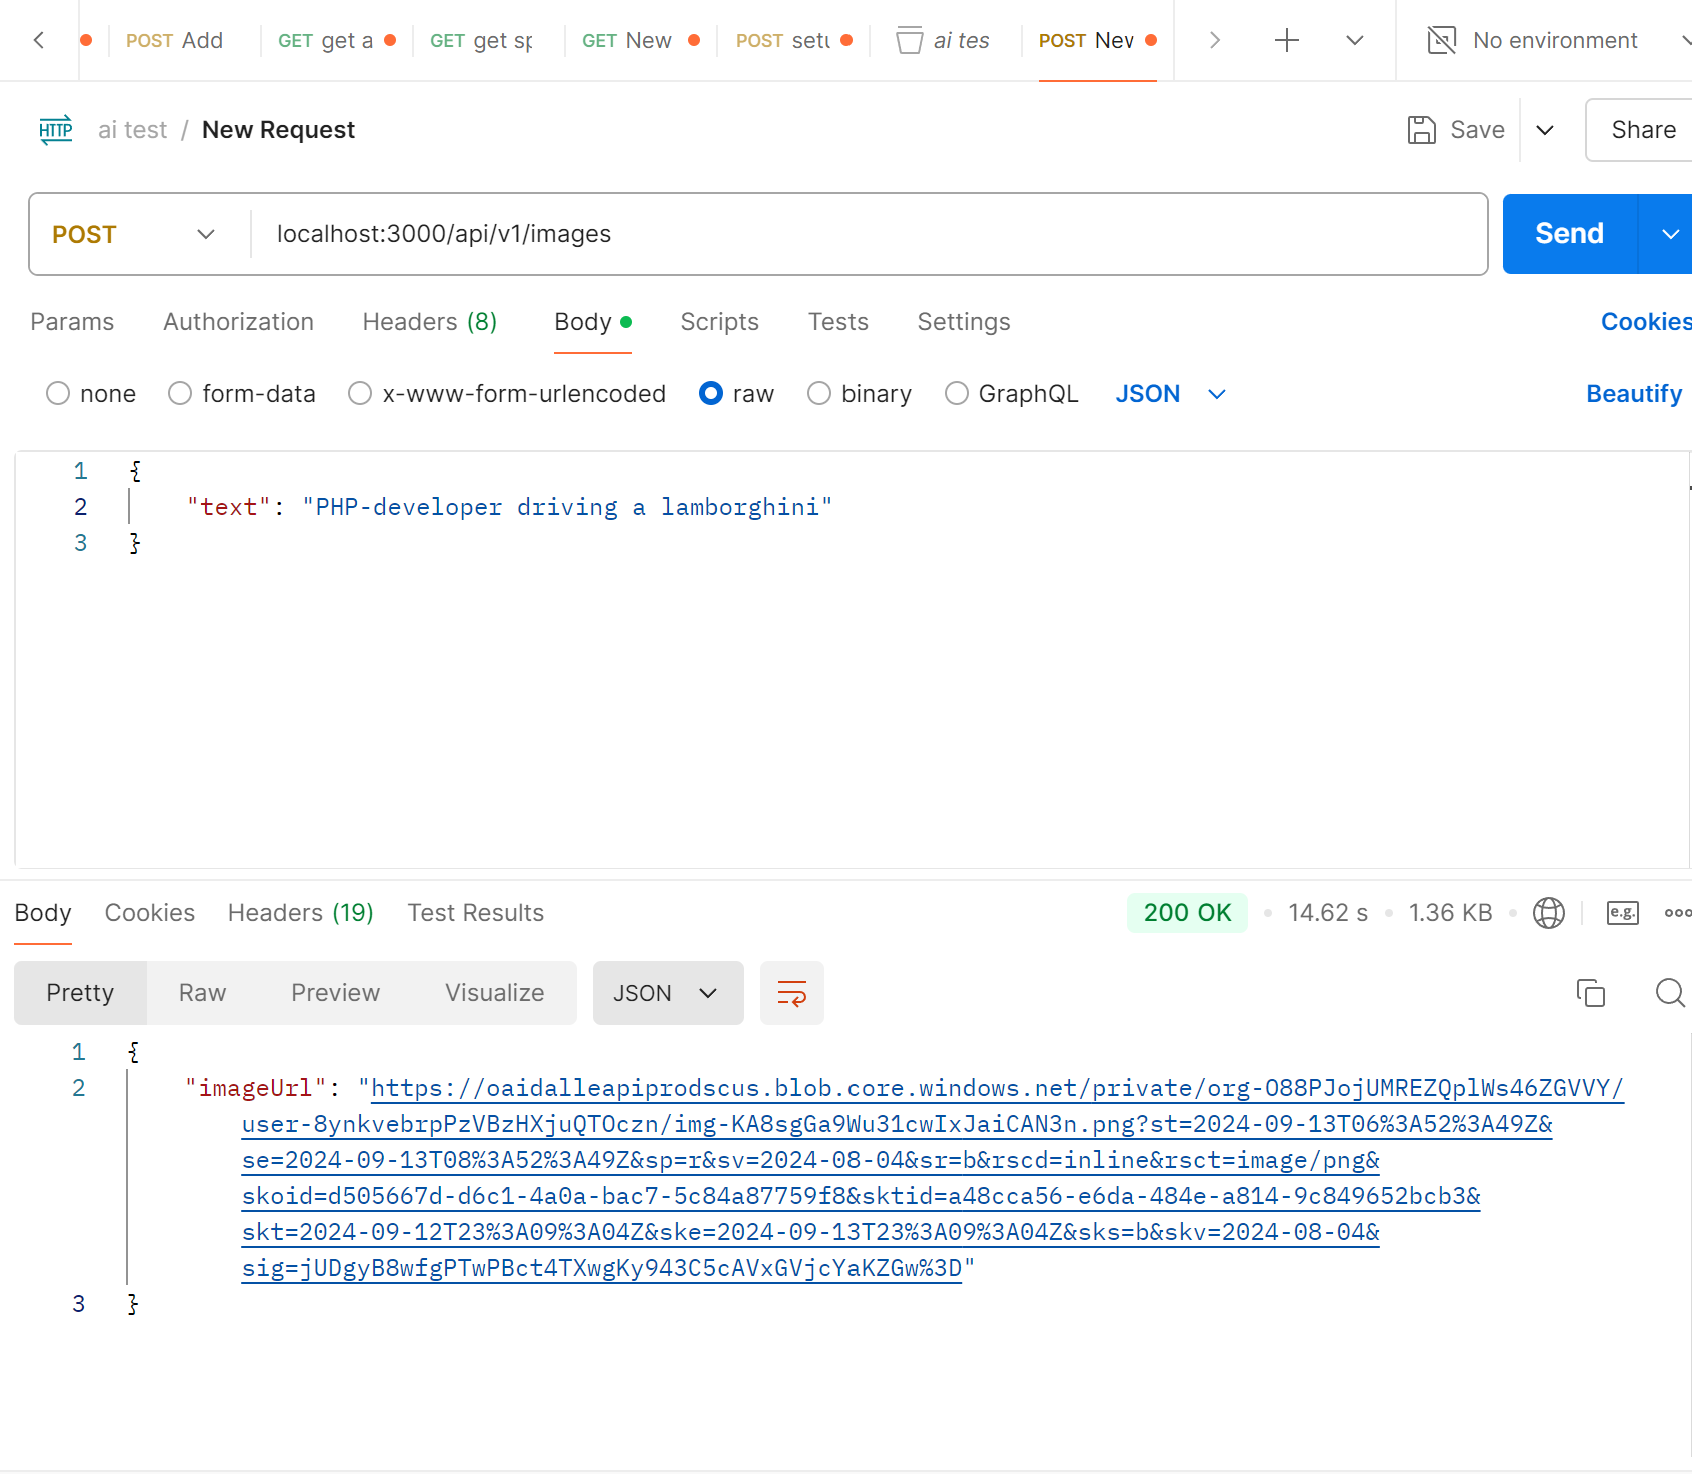 POST Add GET get a GET get sp GET New POST setu ai tes POST New No environment
HTTP ai test / New Request Save Share
POST localhost:3000/api/v1/images Send
Params Authorization Headers (8) Body Scripts Tests Settings Cookies
none form-data x-www-form-urlencoded raw binary GraphQL JSON Beautify
1 {
2 "text": "PHP-developer driving a lamborghini"
3 }
Body Cookies Headers (19) Test Results 200 OK 14.62 s 1.36 KB e.g.
Pretty Raw Preview Visualize JSON
1 {
2 "imageUrl": "https://oaidalleapiprodscus.blob.core.windows.net/private/org-O88PJojUMREZQplWs46ZGVVY/
user-8ynkvebrpPzVBzHXjuQTOczn/img-KA8sgGa9Wu31cwIxJaiCAN3n.png?st=2024-09-13T06%3A52%3A49Z&
se=2024-09-13T08%3A52%3A49Z&sp=r&sv=2024-08-04&sr=b&rscd=inline&rsct=image/png&
skoid=d505667d-d6c1-4a0a-bac7-5c84a87759f8&sktid=a48cca56-e6da-484e-a814-9c849652bcb3&
skt=2024-09-12T23%3A09%3A04Z&ske=2024-09-13T23%3A09%3A04Z&sks=b&skv=2024-08-04&
sig=jUDgyB8wfgPTwPBct4TXwgKy943C5cAVxGVjcYaKZGw%3D"
3 }